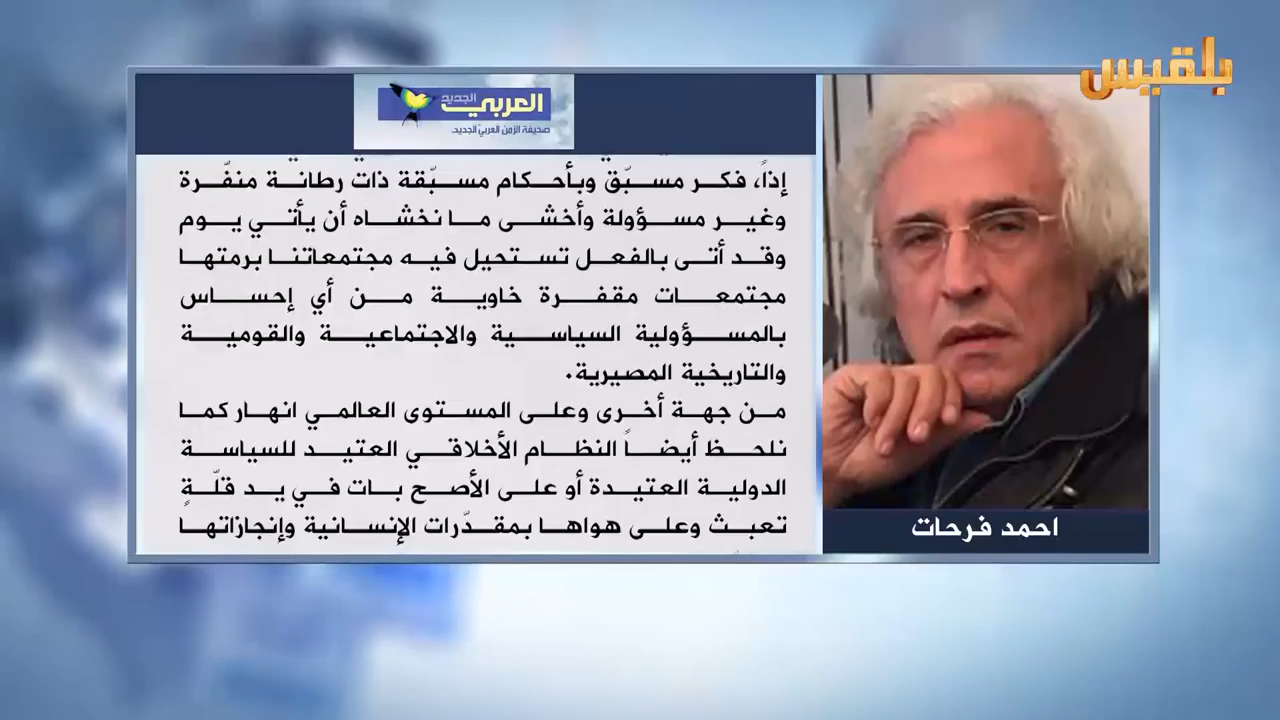 بلقيس
العربي الجديد
صحيفة الزمن العربي الجديد.
إذاً، فكر مسبّق وبأحكام مسبّقة ذات رطانة منفّرة
وغير مسؤولة وأخشى ما نخشاه أن يأتي يوم
وقد أتى بالفعل تستحيل فيه مجتمعاتنا برمتها
مجتمعات مقفرة خاوية من أي إحساس
بالمسؤولية السياسية والاجتماعية والقومية
والتاريخية المصيرية.
من جهة أخرى وعلى المستوى العالمي انهار كما
نلحظ أيضاً النظام الأخلاقي العتيد للسياسة
الدولية العتيدة أو على الأصح بات في يد قلّةٍ
تعبث وعلى هواها بمقدّرات الإنسانية وإنجازاتها
احمد فرحات